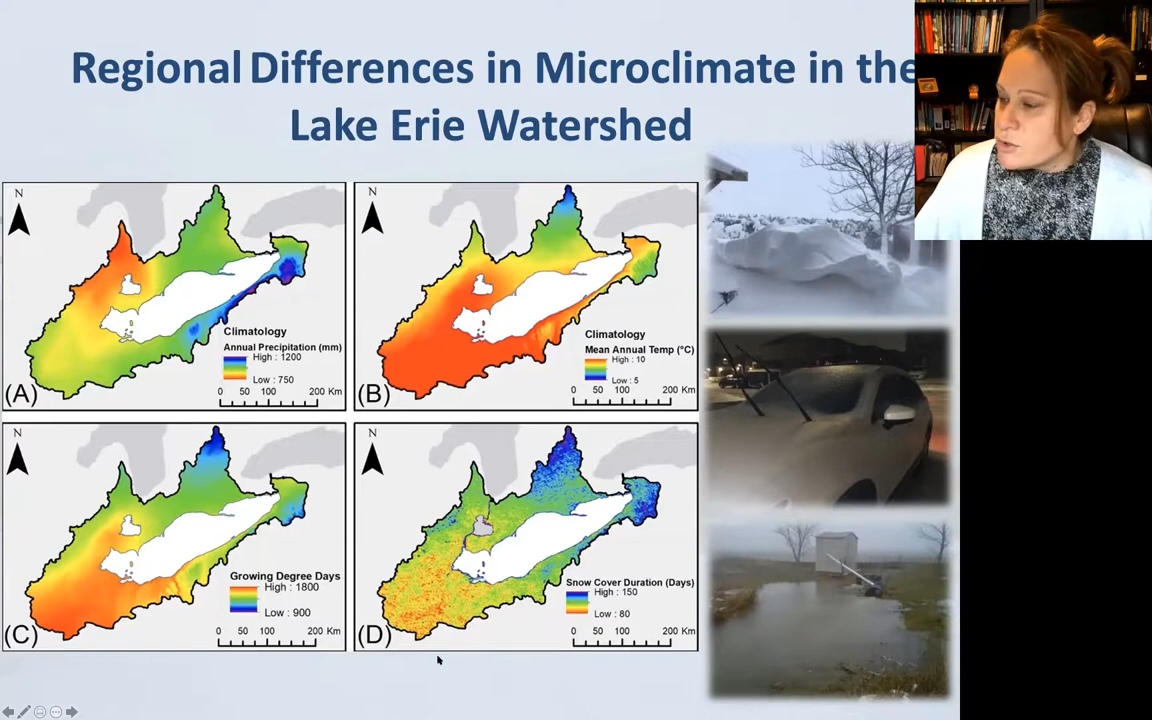 Regional Differences in Microclimate in the
Lake Erie Watershed
N
Climatology
Annual Precipitation (mm)
High : 1200
Low : 750
0 50 100 200 Km
(A)
N
Climatology
Mean Annual Temp (°C)
High : 10
Low : 5
0 50 100 200 Km
(B)
N
Growing Degree Days
High : 1800
Low : 900
0 50 100 200 Km
(C)
N
Snow Cover Duration (Days)
High : 150
Low : 80
0 50 100 200 Km
(D)